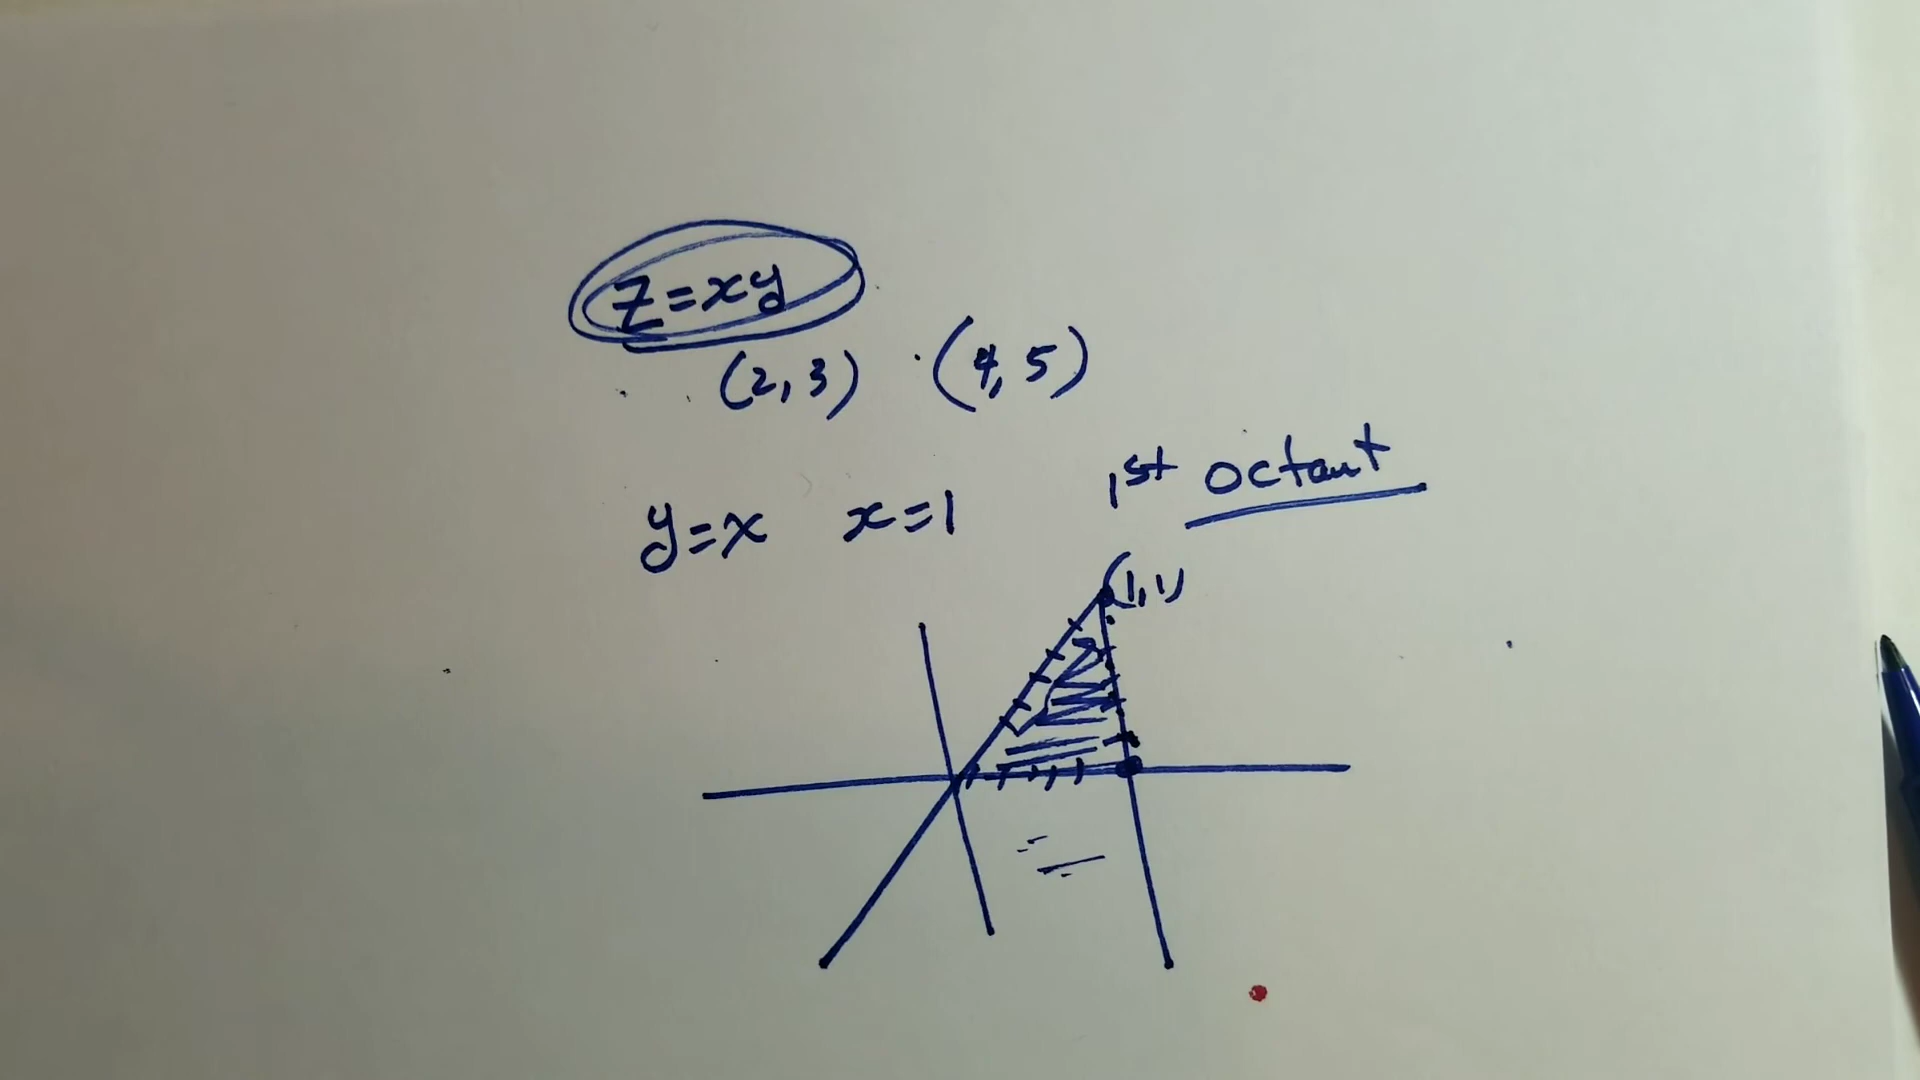 z=xy
(2,3) (4,5)
1st octant
y=x x=1
(1,1)